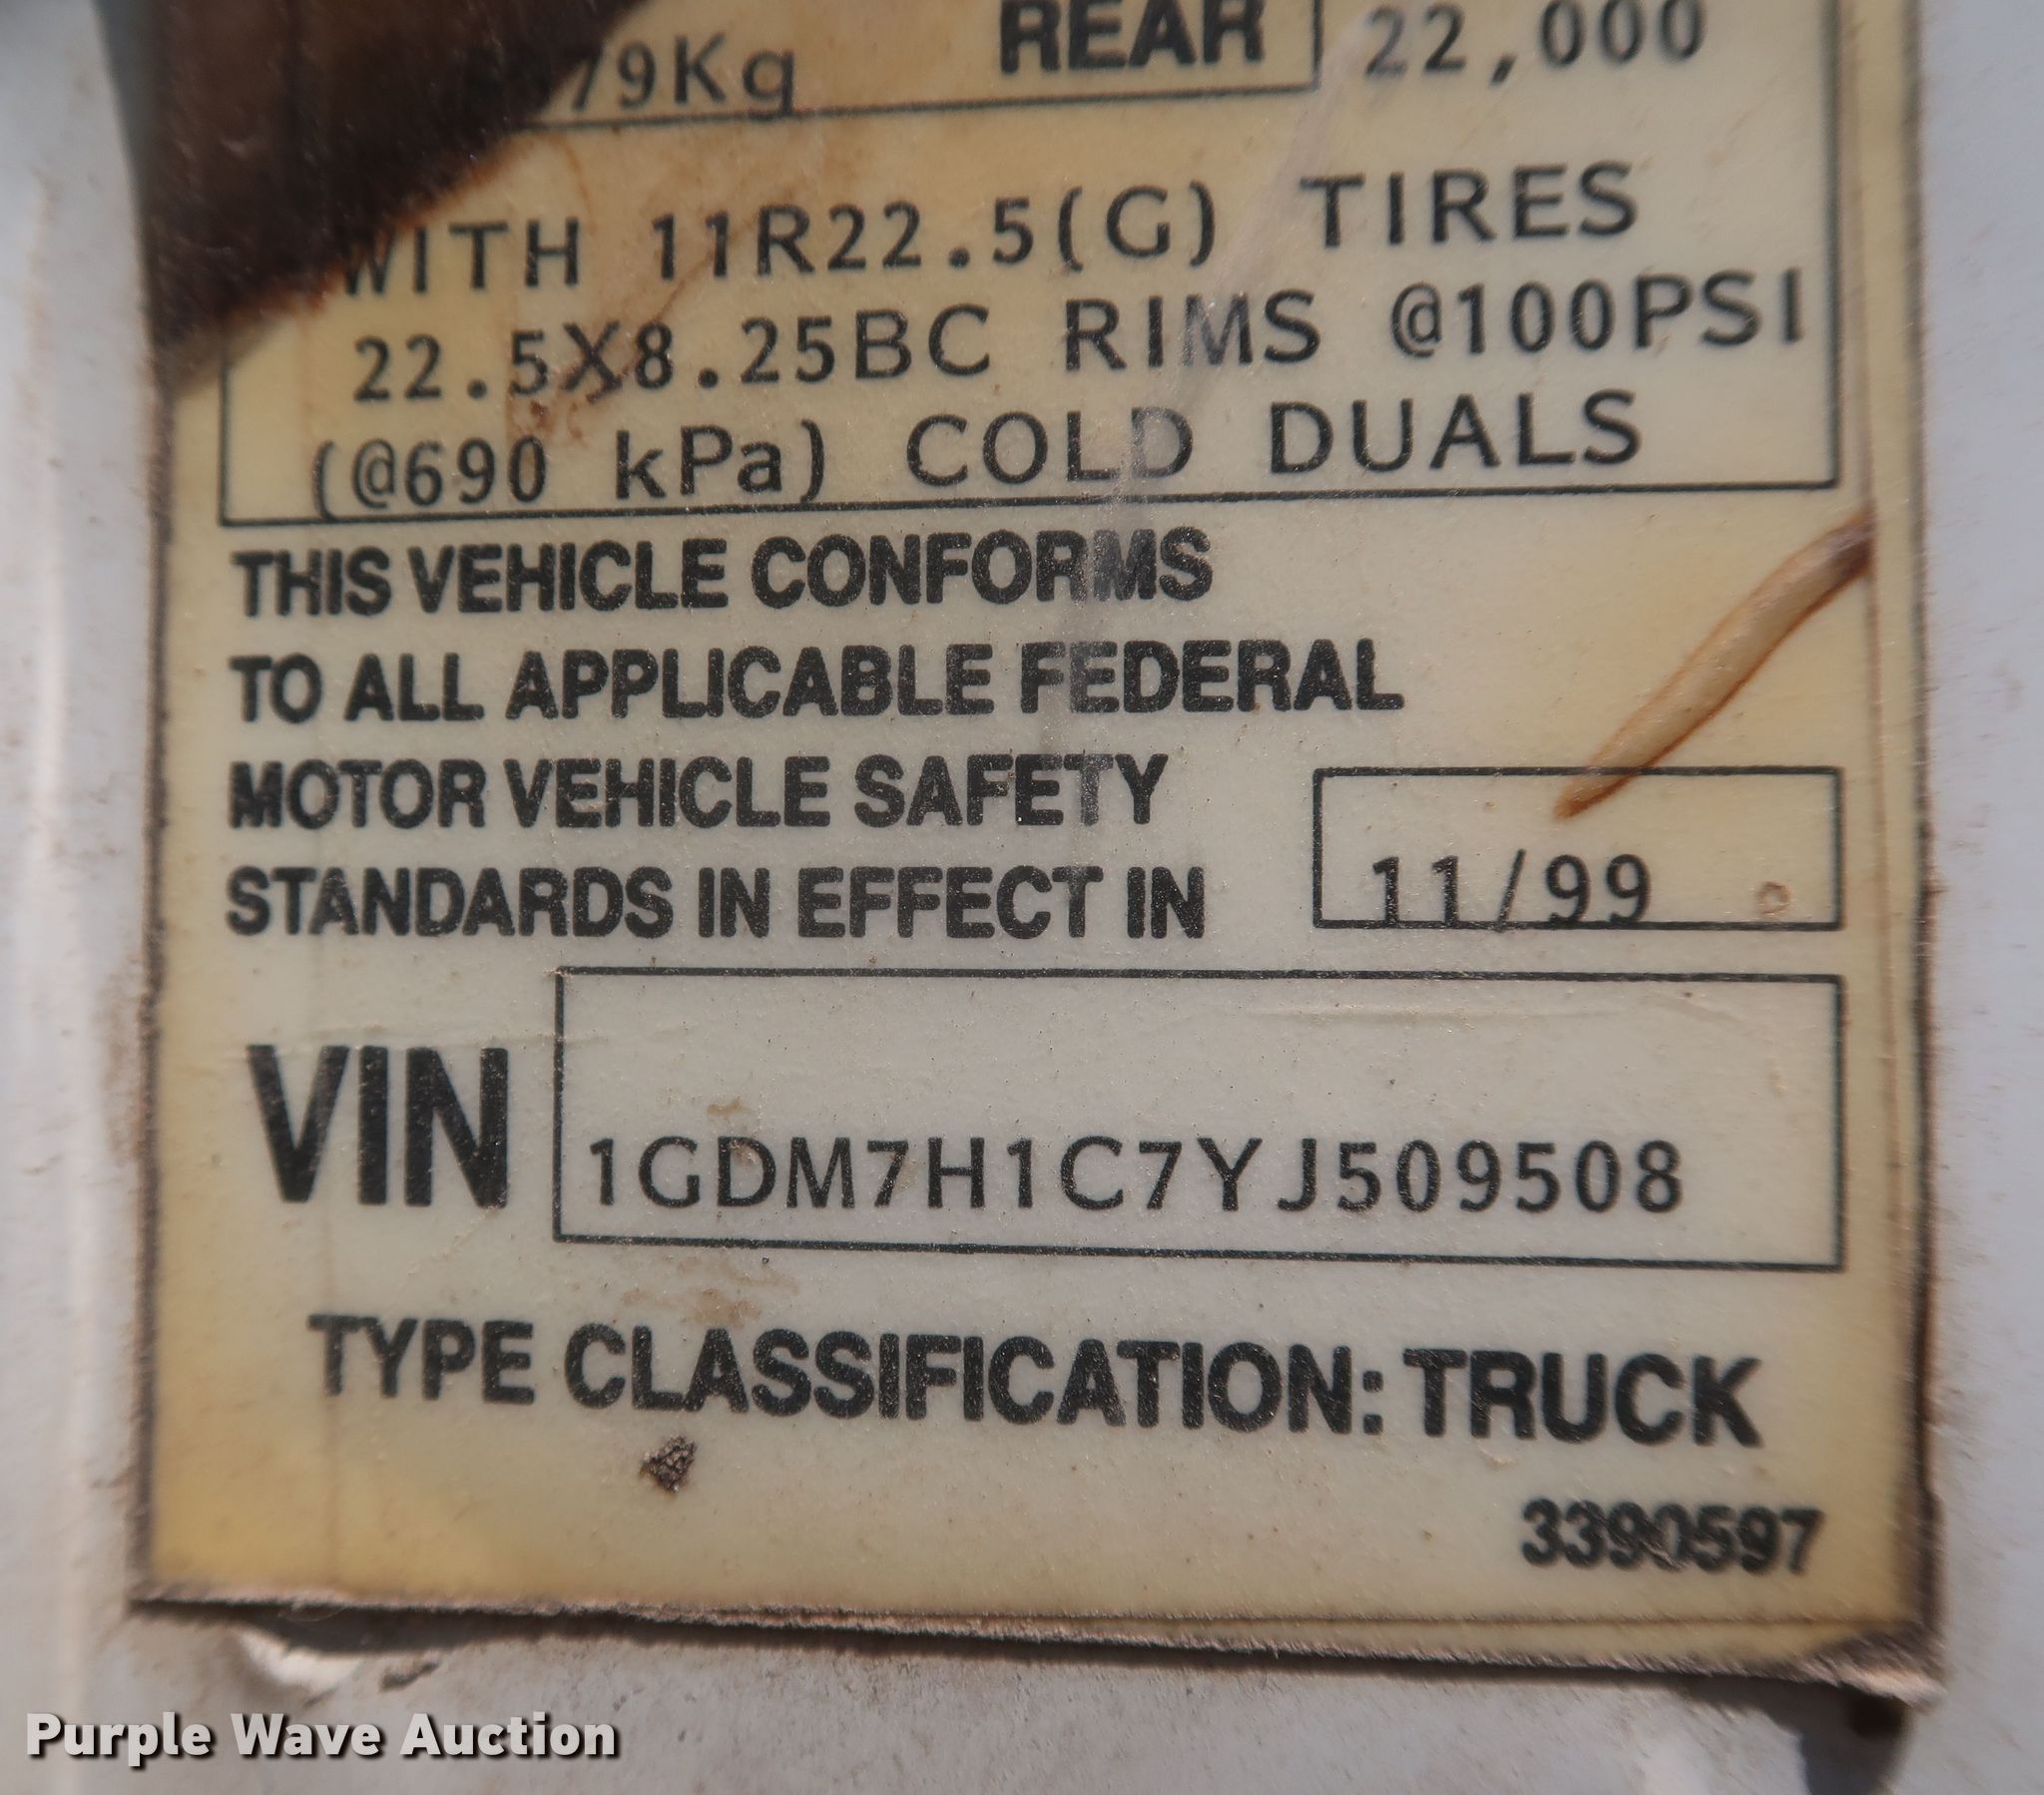 79Kg REAR 22,000
WITH 11R22.5(G) TIRES
22.5X8.25BC RIMS @100PSI
(@690 kPa) COLD DUALS
THIS VEHICLE CONFORMS
TO ALL APPLICABLE FEDERAL
MOTOR VEHICLE SAFETY
STANDARDS IN EFFECT IN 11/99
VIN 1GDM7H1C7YJ509508
TYPE CLASSIFICATION: TRUCK
3390597
Purple Wave Auction